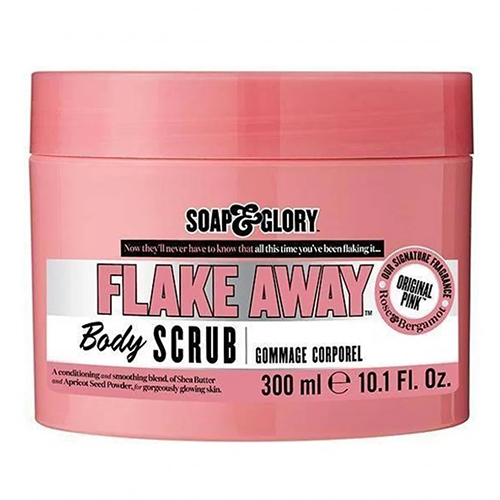 SOAP&GLORY™
Now they'll never have to know that all this time you've been flaking it...
FLAKE AWAY™
OUR SIGNATURE FRAGRANCE
ORIGINAL
PINK™
Rose&Bergamot
Body SCRUB
GOMMAGE CORPOREL
A conditioning and smoothing blend, of Shea Butter
and Apricot Seed Powder, for gorgeously glowing skin.
300 ml ℮ 10.1 Fl. Oz.